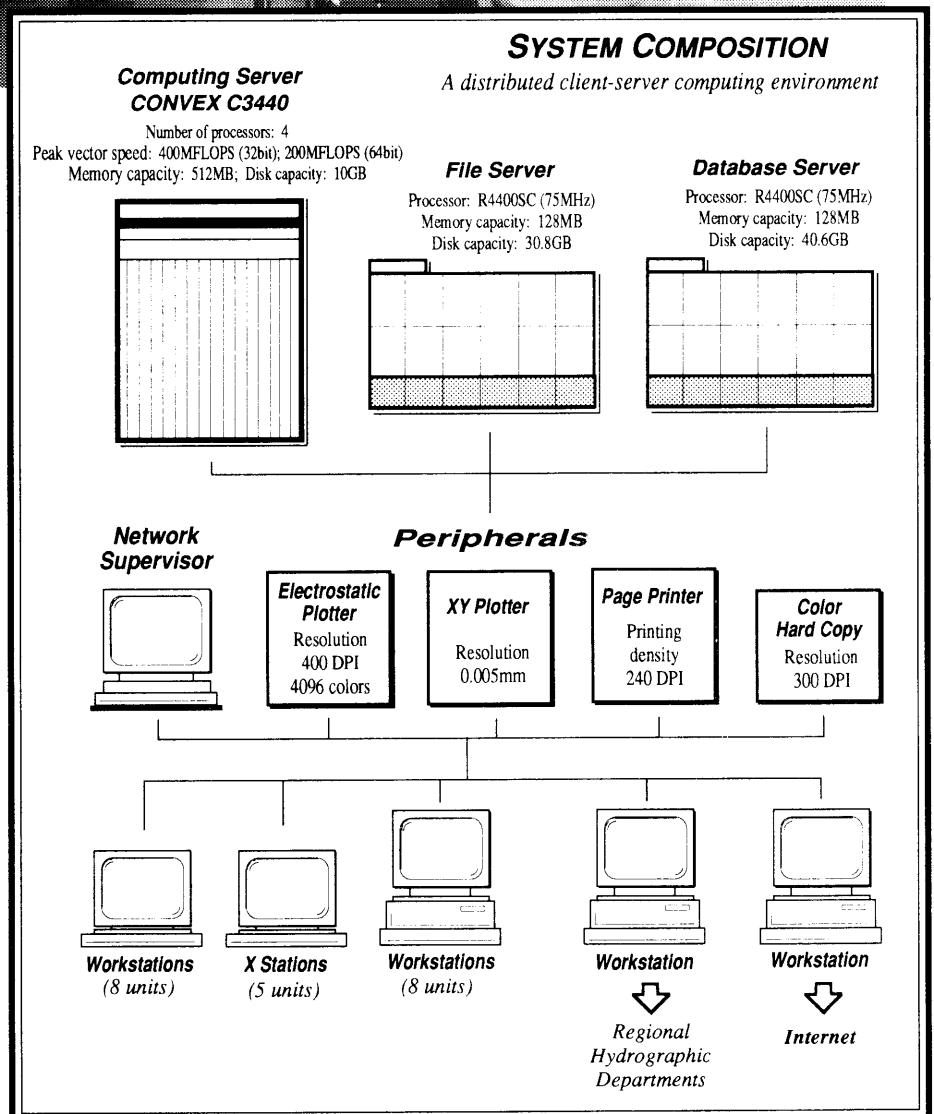 SYSTEM COMPOSITION
A distributed client-server computing environment
Computing Server
CONVEX C3440
Number of processors: 4
Peak vector speed: 400MFLOPS (32bit); 200MFLOPS (64bit)
Memory capacity: 512MB; Disk capacity: 10GB
File Server
Processor: R4400SC (75MHz)
Memory capacity: 128MB
Disk capacity: 30.8GB
Database Server
Processor: R4400SC (75MHz)
Memory capacity: 128MB
Disk capacity: 40.6GB
Network
Supervisor
Peripherals
Electrostatic
Plotter
Resolution
400 DPI
4096 colors
XY Plotter
Resolution
0.005mm
Page Printer
Printing
density
240 DPI
Color
Hard Copy
Resolution
300 DPI
Workstations
(8 units)
X Stations
(5 units)
Workstations
(8 units)
Workstation
Regional
Hydrographic
Departments
Workstation
Internet